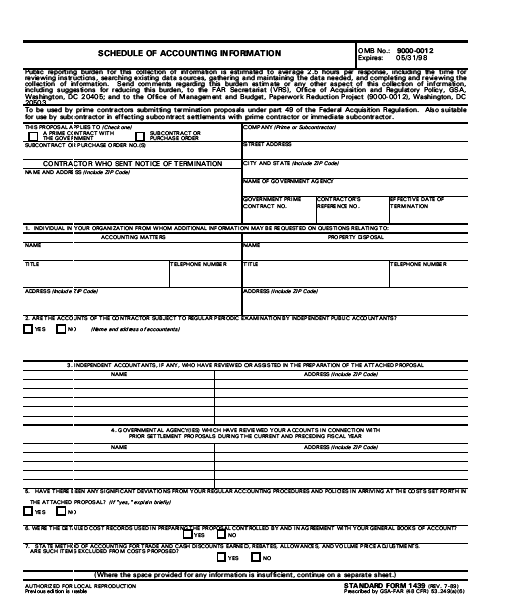 SCHEDULE OF ACCOUNTING INFORMATION
OMB No.: 9000-0012
Expires: 05/31/98
Public reporting burden for this collection of information is estimated to average 2.5 hours per response, including the time for
reviewing instructions, searching existing data sources, gathering and maintaining the data needed, and completing and reviewing the
collection of information. Send comments regarding this burden estimate or any other aspect of this collection of information,
including suggestions for reducing this burden, to the FAR Secretariat (VRS), Office of Acquisition and Regulatory Policy, GSA,
Washington, DC 20405; and to the Office of Management and Budget, Paperwork Reduction Project (9000-0012), Washington, DC
20503.
To be used by prime contractors submitting termination proposals under part 49 of the Federal Acquisition Regulation. Also suitable
for use by subcontractor in effecting subcontract settlements with prime contractor or immediate subcontractor.
THIS PROPOSAL APPLIES TO (Check one)
A PRIME CONTRACT WITH
THE GOVERNMENT
SUBCONTRACT OR
PURCHASE ORDER
COMPANY (Prime or Subcontractor)
SUBCONTRACT OR PURCHASE ORDER NO.(S)
STREET ADDRESS
CONTRACTOR WHO SENT NOTICE OF TERMINATION
CITY AND STATE (Include ZIP Code)
NAME AND ADDRESS (Include ZIP Code)
NAME OF GOVERNMENT AGENCY
GOVERNMENT PRIME
CONTRACT NO.
CONTRACTOR'S
REFERENCE NO.
EFFECTIVE DATE OF
TERMINATION
1. INDIVIDUAL IN YOUR ORGANIZATION FROM WHOM ADDITIONAL INFORMATION MAY BE REQUESTED ON QUESTIONS RELATING TO:
ACCOUNTING MATTERS
PROPERTY DISPOSAL
NAME
NAME
TITLE
TELEPHONE NUMBER
TITLE
TELEPHONE NUMBER
ADDRESS (Include ZIP Code)
ADDRESS (Include ZIP Code)
2. ARE THE ACCOUNTS OF THE CONTRACTOR SUBJECT TO REGULAR PERIODIC EXAMINATION BY INDEPENDENT PUBLIC ACCOUNTANTS?
YES NO (Name and address of accountants)
3. INDEPENDENT ACCOUNTANTS, IF ANY, WHO HAVE REVIEWED OR ASSISTED IN THE PREPARATION OF THE ATTACHED PROPOSAL
NAME
ADDRESS (Include ZIP Code)
4. GOVERNMENTAL AGENCY(IES) WHICH HAVE REVIEWED YOUR ACCOUNTS IN CONNECTION WITH
PRIOR SETTLEMENT PROPOSALS DURING THE CURRENT AND PRECEDING FISCAL YEAR
NAME
ADDRESS (Include ZIP Code)
5. HAVE THERE BEEN ANY SIGNIFICANT DEVIATIONS FROM YOUR REGULAR ACCOUNTING PROCEDURES AND POLICIES IN ARRIVING AT THE COSTS SET FORTH IN
THE ATTACHED PROPOSAL? (If "yes," explain briefly)
YES NO
6. WERE THE DETAILED COST RECORDS USED IN PREPARING THE PROPOSAL CONTROLLED BY AND IN AGREEMENT WITH YOUR GENERAL BOOKS OF ACCOUNT?
YES NO
7. STATE METHOD OF ACCOUNTING FOR TRADE AND CASH DISCOUNTS EARNED, REBATES, ALLOWANCES, AND VOLUME PRICE ADJUSTMENTS.
ARE SUCH ITEMS EXCLUDED FROM COSTS PROPOSED?
YES NO
(Where the space provided for any information is insufficient, continue on a separate sheet.)
AUTHORIZED FOR LOCAL REPRODUCTION
Previous edition is usable
STANDARD FORM 1439 (REV. 7-89)
Prescribed by GSA-FAR (48 CFR) 53.249(a)(6)